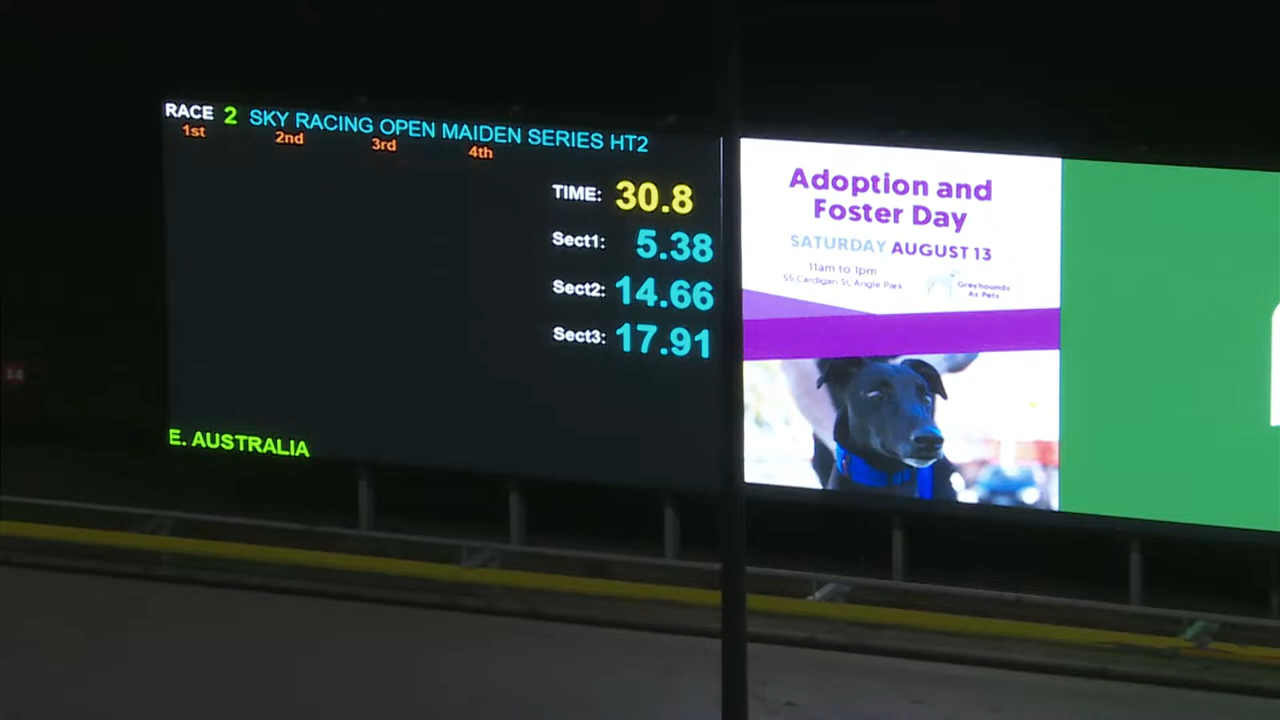 RACE 2 SKY RACING OPEN MAIDEN SERIES HT2
1st 2nd 3rd 4th
TIME: 30.8
Sect1: 5.38
Sect2: 14.66
Sect3: 17.91
E. AUSTRALIA
Adoption and
Foster Day
SATURDAY AUGUST 13
11am to 1pm
55 Cardigan St, Angle Park
Greyhounds
As Pets
14